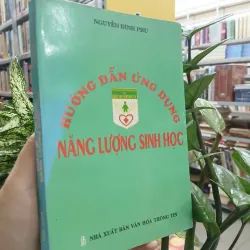 NGUYỄN ĐÌNH PHƯ
HƯỚNG DẪN ỨNG DỤNG
NĂNG LƯỢNG SINH HỌC
NHÀ XUẤT BẢN VĂN HÓA THÔNG TIN